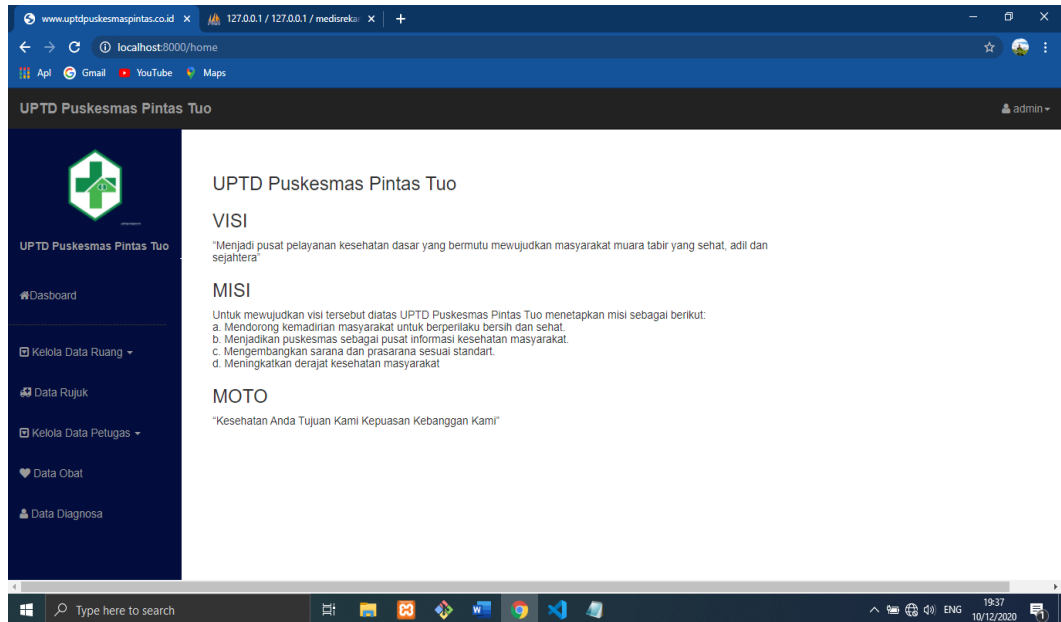 www.uptdpuskesmaspintas.co.id
127.0.0.1 / 127.0.0.1 / medisrekar
localhost:8000/home
Apl Gmail YouTube Maps
UPTD Puskesmas Pintas Tuo admin
UPTD Puskesmas Pintas Tuo
Dasboard
Kelola Data Ruang
Data Rujuk
Kelola Data Petugas
Data Obat
Data Diagnosa
UPTD Puskesmas Pintas Tuo
VISI
“Menjadi pusat pelayanan kesehatan dasar yang bermutu mewujudkan masyarakat muara tabir yang sehat, adil dan
sejahtera”
MISI
Untuk mewujudkan visi tersebut diatas UPTD Puskesmas Pintas Tuo menetapkan misi sebagai berikut:
a. Mendorong kemadirian masyarakat untuk berperilaku bersih dan sehat.
b. Menjadikan puskesmas sebagai pusat informasi kesehatan masyarakat.
c. Mengembangkan sarana dan prasarana sesuai standart.
d. Meningkatkan derajat kesehatan masyarakat
MOTO
“Kesehatan Anda Tujuan Kami Kepuasan Kebanggan Kami”
Type here to search
ENG
19:37
10/12/2020